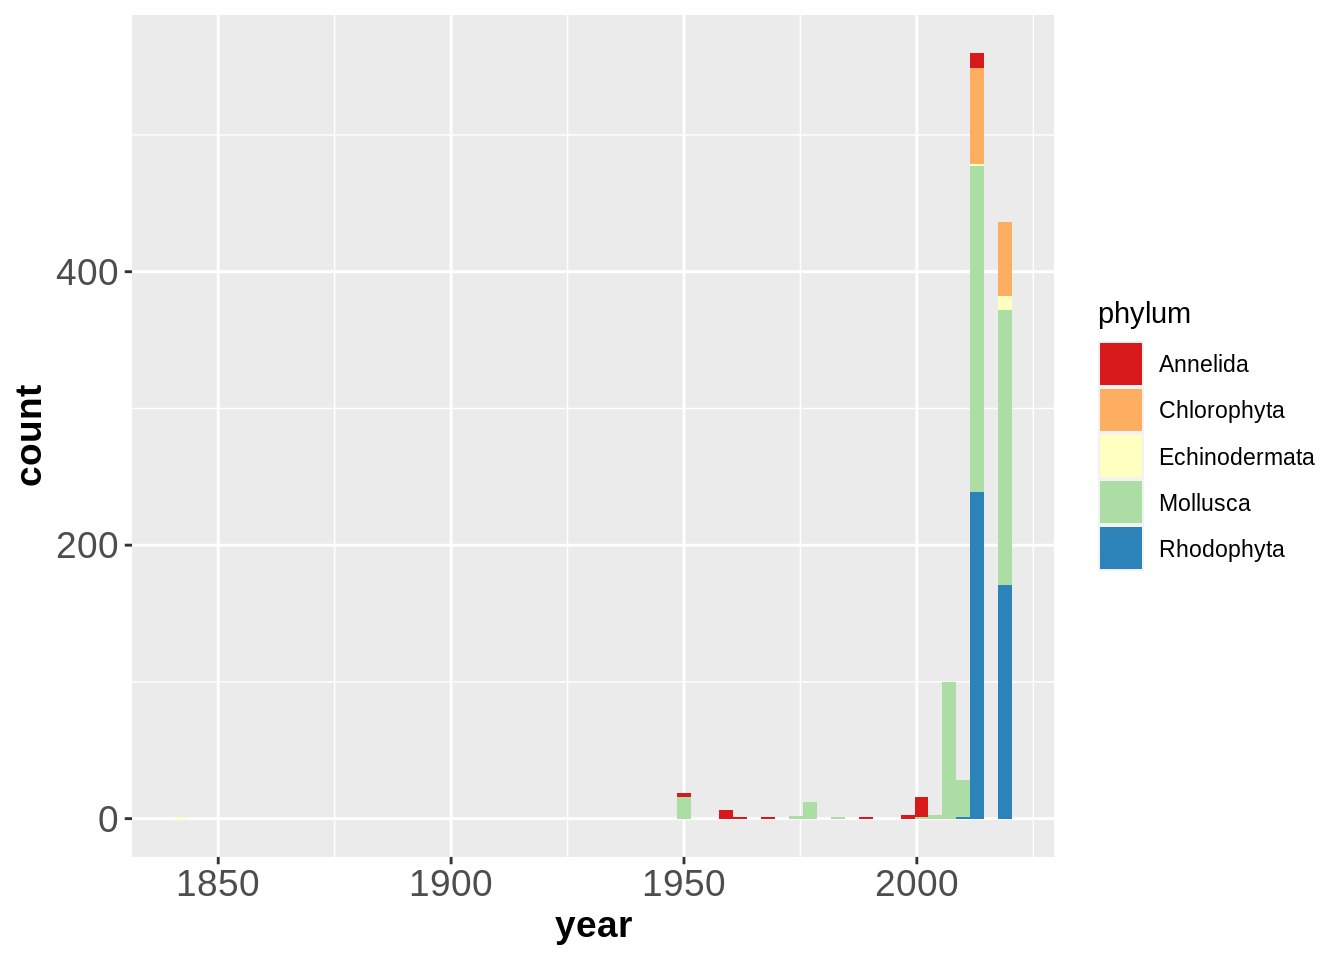 400
200
0
count
1850 1900 1950 2000
year
phylum
Annelida
Chlorophyta
Echinodermata
Mollusca
Rhodophyta